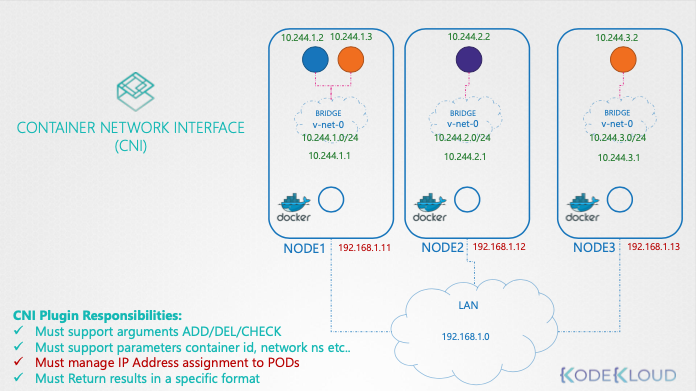 10.244.1.2
10.244.1.3
10.244.2.2
10.244.3.2
BRIDGE
v-net-0
10.244.1.0/24
10.244.1.1
BRIDGE
v-net-0
10.244.2.0/24
10.244.2.1
BRIDGE
v-net-0
10.244.3.0/24
10.244.3.1
CONTAINER NETWORK INTERFACE
(CNI)
docker
docker
docker
NODE1
192.168.1.11
NODE2
192.168.1.12
NODE3
192.168.1.13
LAN
192.168.1.0
CNI Plugin Responsibilities:
✓ Must support arguments ADD/DEL/CHECK
✓ Must support parameters container id, network ns etc..
✓ Must manage IP Address assignment to PODs
✓ Must Return results in a specific format
KODEKLOUD